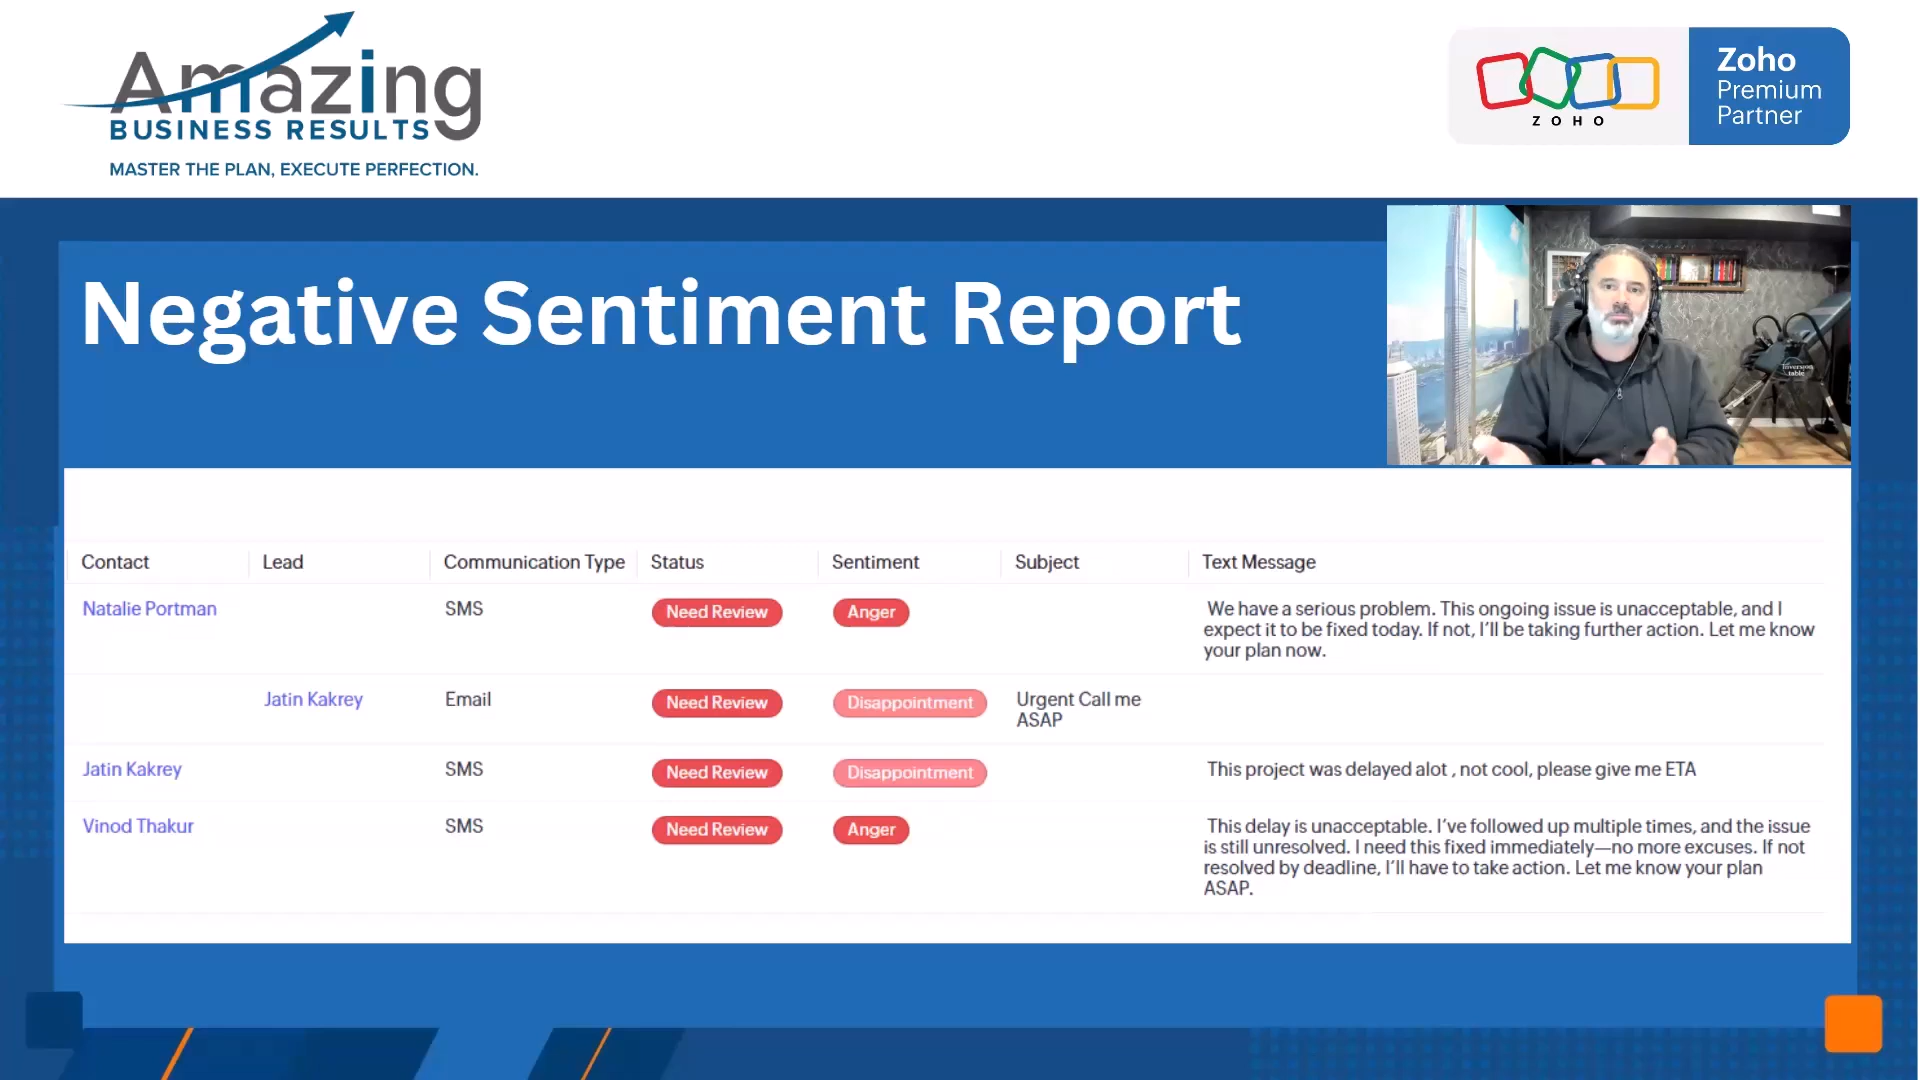 Amazing
BUSINESS RESULTS
MASTER THE PLAN, EXECUTE PERFECTION.
ZOHO
Zoho
Premium
Partner
Negative Sentiment Report
Inversion
table
Contact Lead Communication Type Status Sentiment Subject Text Message
Natalie Portman SMS Need Review Anger We have a serious problem. This ongoing issue is unacceptable, and I
expect it to be fixed today. If not, I’ll be taking further action. Let me know
your plan now.
Jatin Kakrey Email Need Review Disappointment Urgent Call me
ASAP
Jatin Kakrey SMS Need Review Disappointment This project was delayed alot , not cool, please give me ETA
Vinod Thakur SMS Need Review Anger This delay is unacceptable. I’ve followed up multiple times, and the issue
is still unresolved. I need this fixed immediately—no more excuses. If not
resolved by deadline, I’ll have to take action. Let me know your plan
ASAP.